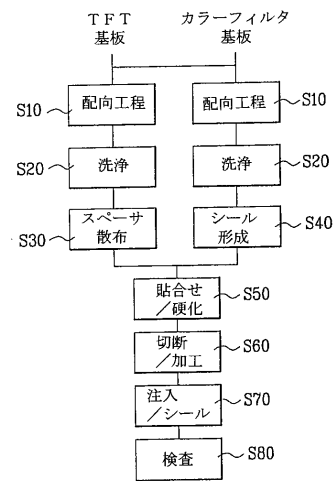 TFT
基板
カラーフィルタ
基板
S10
配向工程
配向工程
S10
S20
洗浄
洗浄
S20
S30
スペーサ
散布
シール
形成
S40
貼合せ
／硬化
S50
切断
／加工
S60
注入
／シール
S70
検査
S80